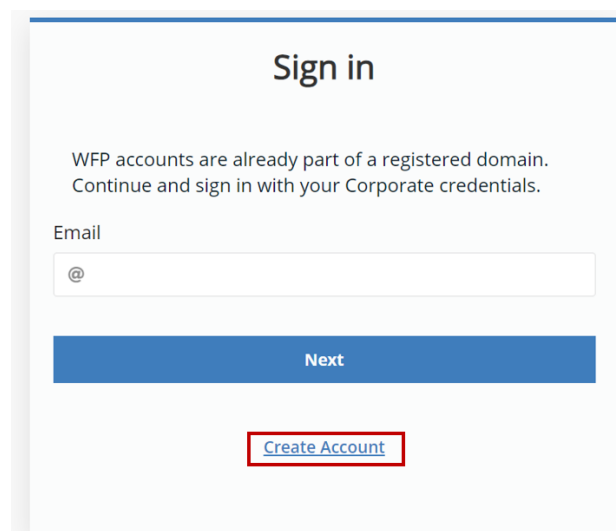 Sign in
WFP accounts are already part of a registered domain.
Continue and sign in with your Corporate credentials.
Email
@
Next
Create Account